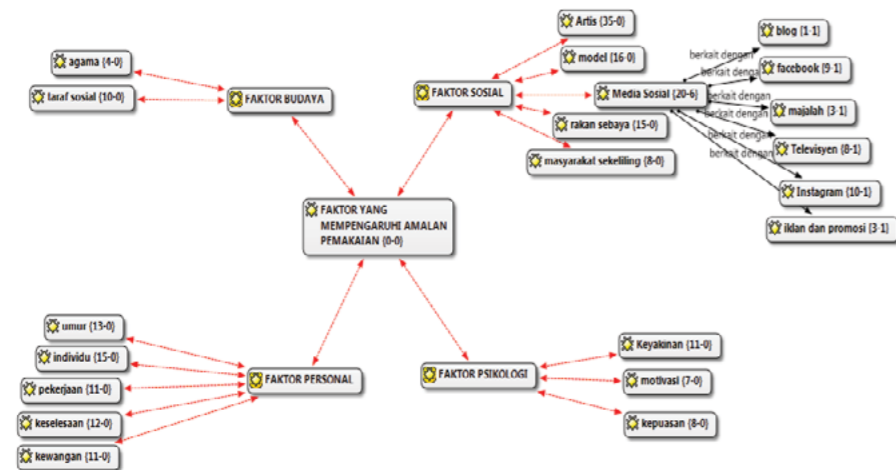 agama {4-0}
taraf sosial {10-0}
FAKTOR BUDAYA
FAKTOR SOSIAL
Artis {35-0}
model {16-0}
Media Sosial {20-6}
rakan sebaya {15-0}
masyarakat sekeliling {8-0}
berkait dengan
berkait dengan
berkait dengan
berkait dengan
berkait dengan
berkait dengan
blog {1-1}
facebook {9-1}
majalah {3-1}
Televisyen {8-1}
Instagram {10-1}
iklan dan promosi {3-1}
FAKTOR YANG
MEMPENGARUHI AMALAN
PEMAKAIAN {0-0}
umur {13-0}
individu {15-0}
pekerjaan {11-0}
keselesaan {12-0}
kewangan {11-0}
FAKTOR PERSONAL
FAKTOR PSIKOLOGI
Keyakinan {11-0}
motivasi {7-0}
kepuasan {8-0}